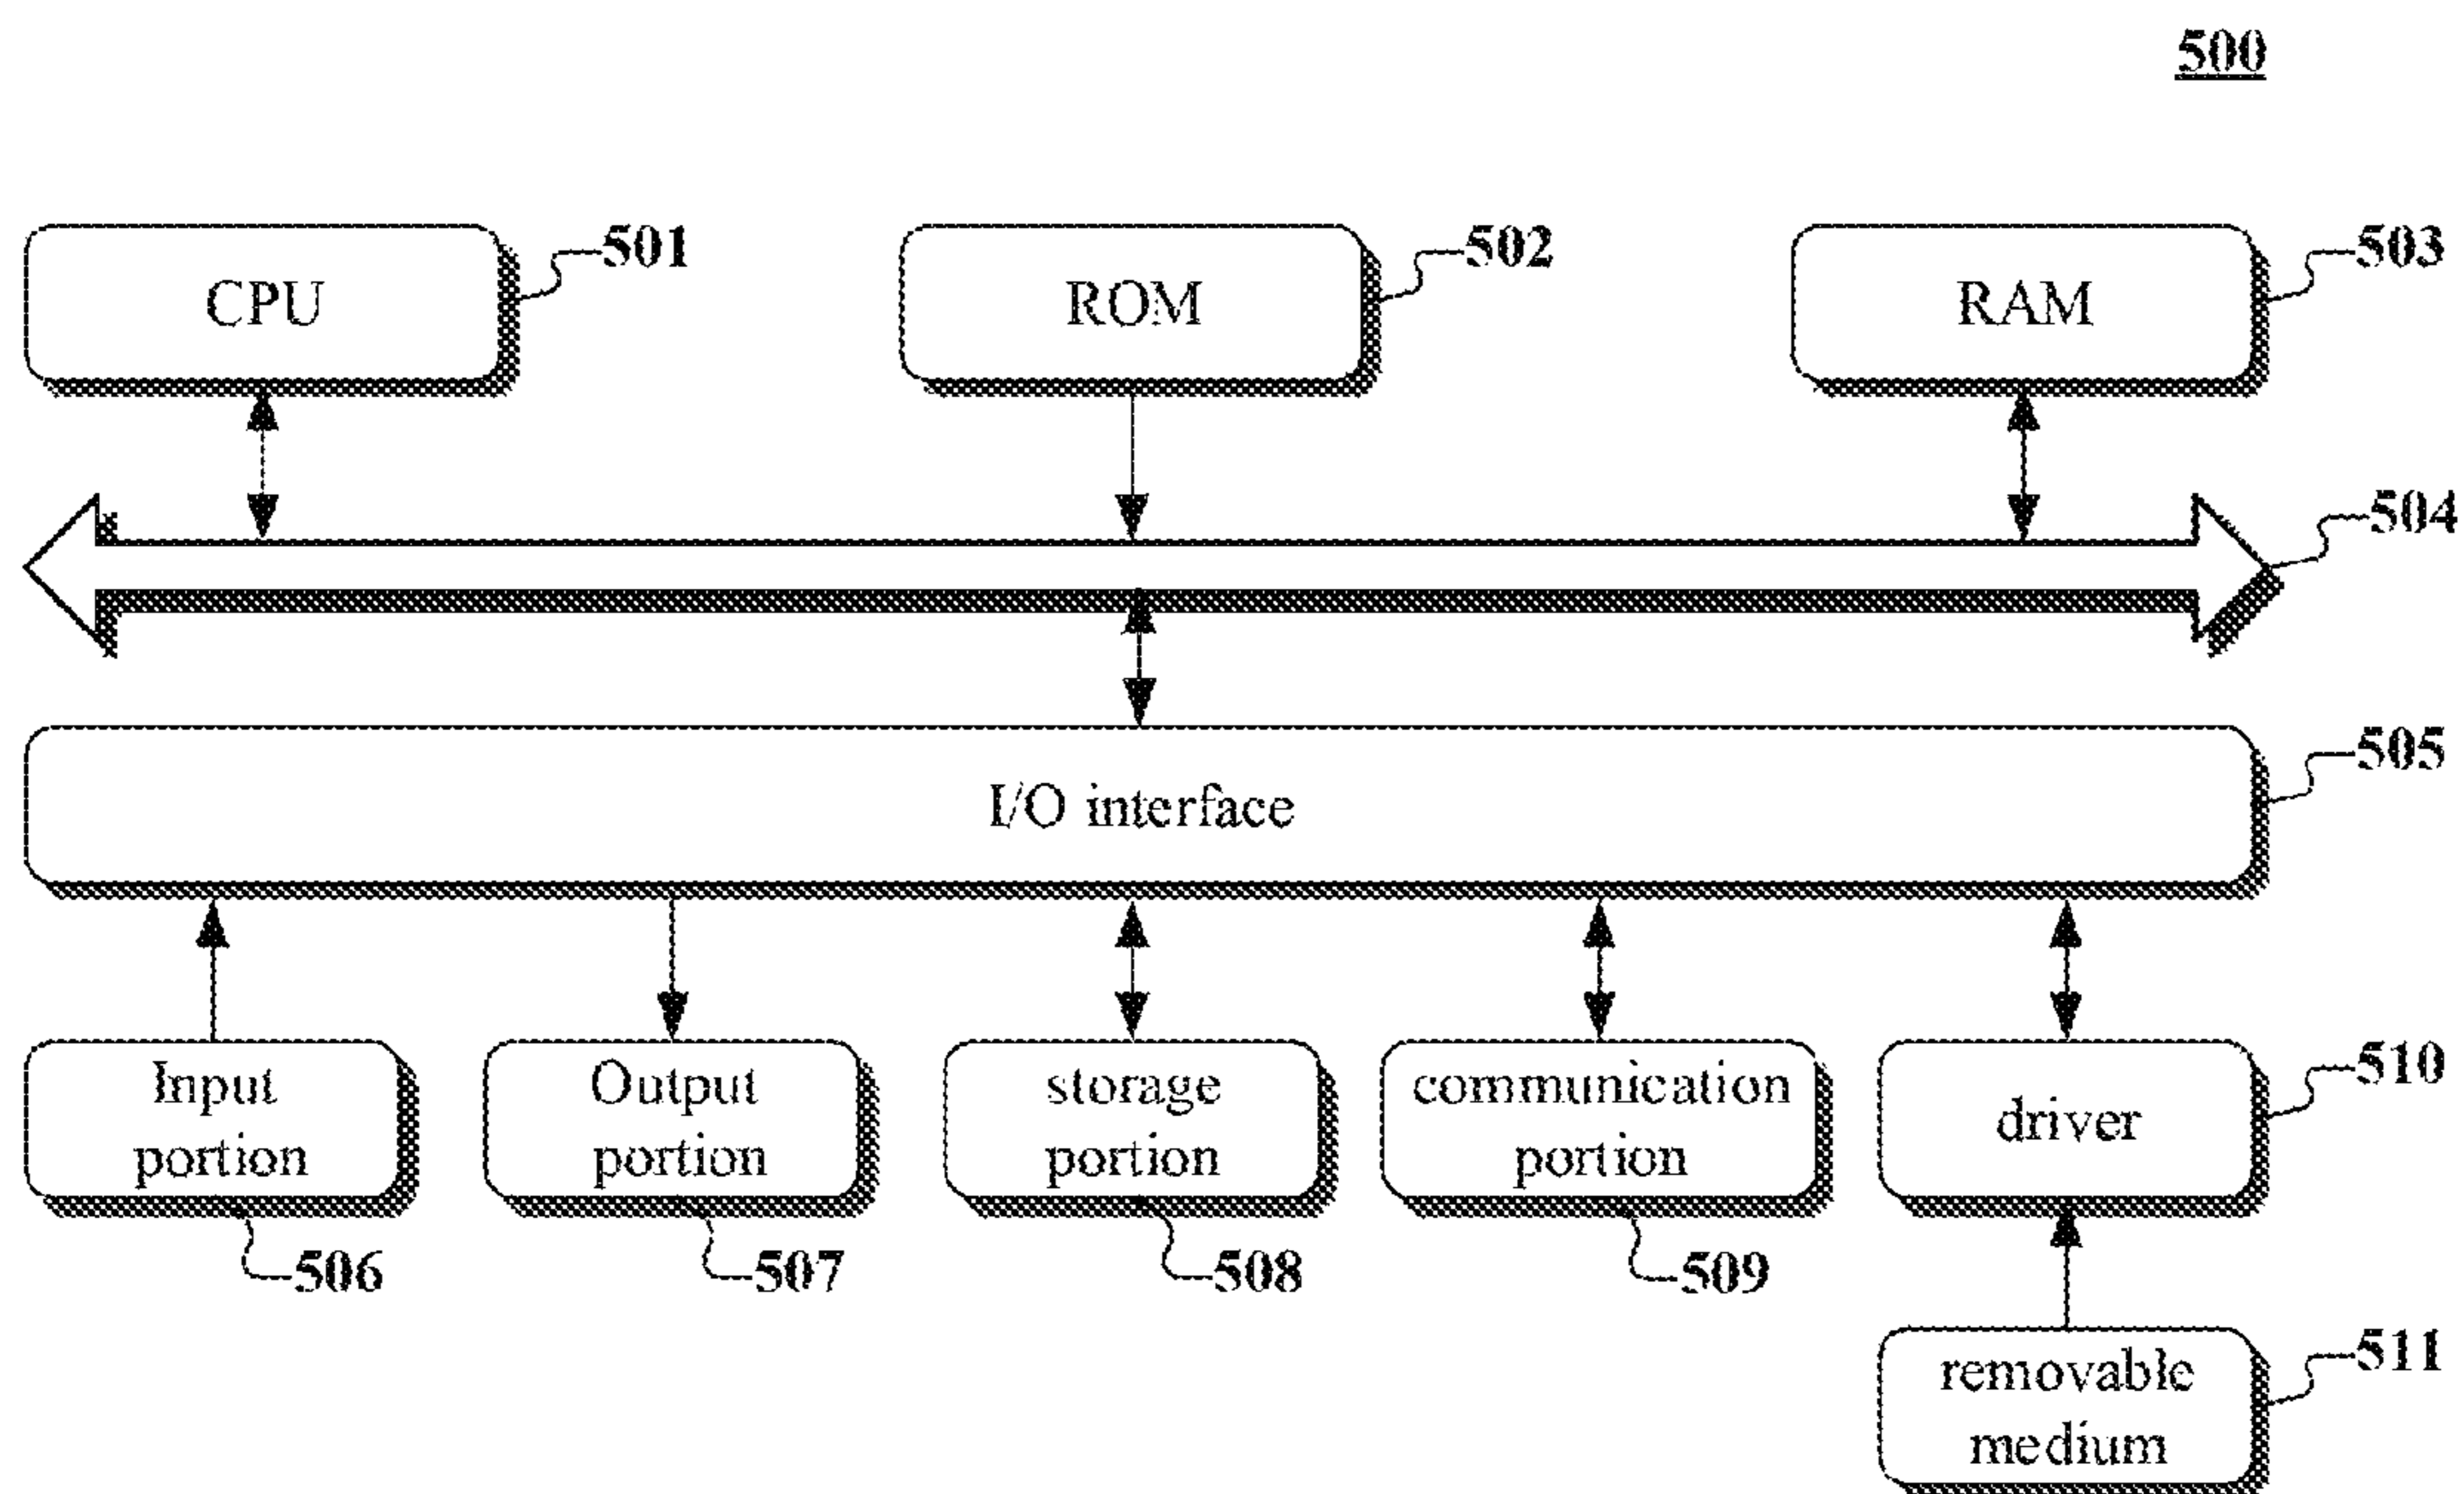 500
CPU
501
ROM
502
RAM
503
504
I/O interface
505
Input
portion
506
Output
portion
507
storage
portion
508
communication
portion
509
driver
510
removable
medium
511